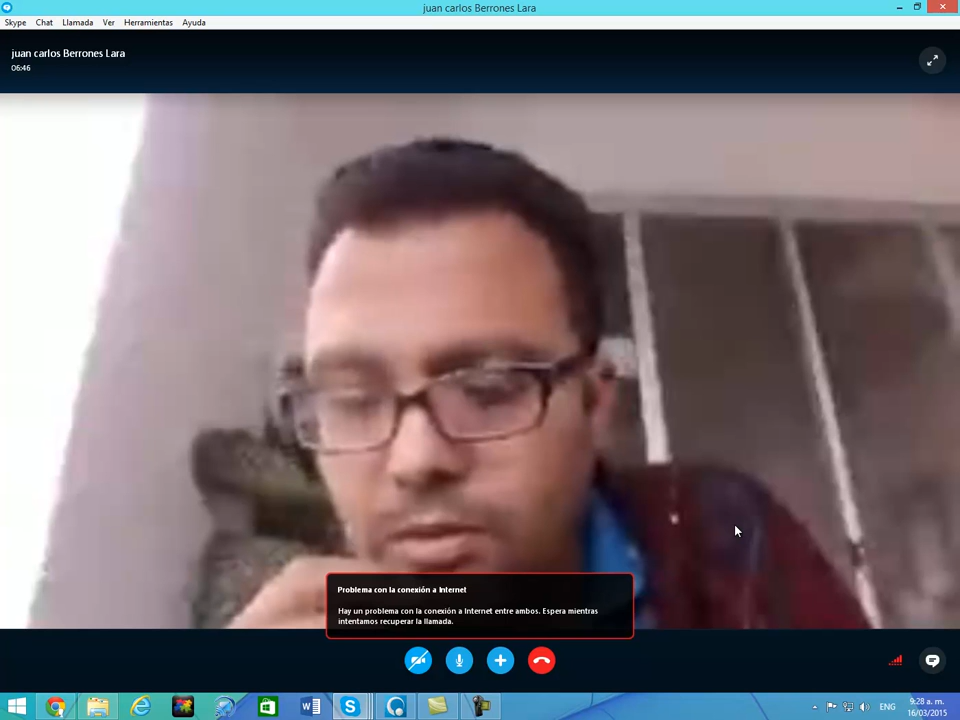 juan carlos Berrones Lara
Skype Chat Llamada Ver Herramientas Ayuda
juan carlos Berrones Lara
06:46
Problema con la conexión a Internet
Hay un problema con la conexión a Internet entre ambos. Espera mientras
intentamos recuperar la llamada.
ENG
9:28 a. m.
16/03/2015